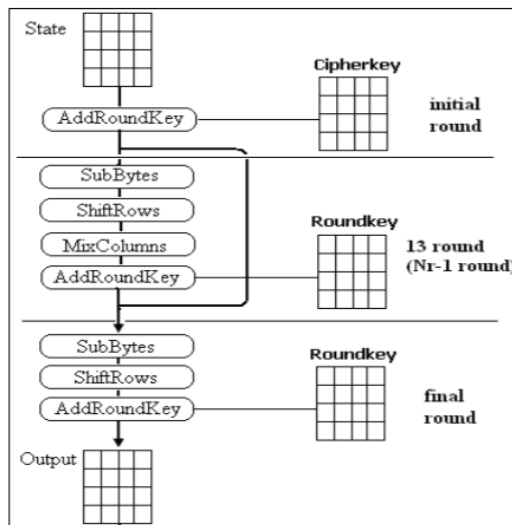 State
Cipherkey
AddRoundKey
initial
round
SubBytes
ShiftRows
MixColumns
AddRoundKey
Roundkey
13 round
(Nr-1 round)
SubBytes
ShiftRows
AddRoundKey
Roundkey
final
round
Output